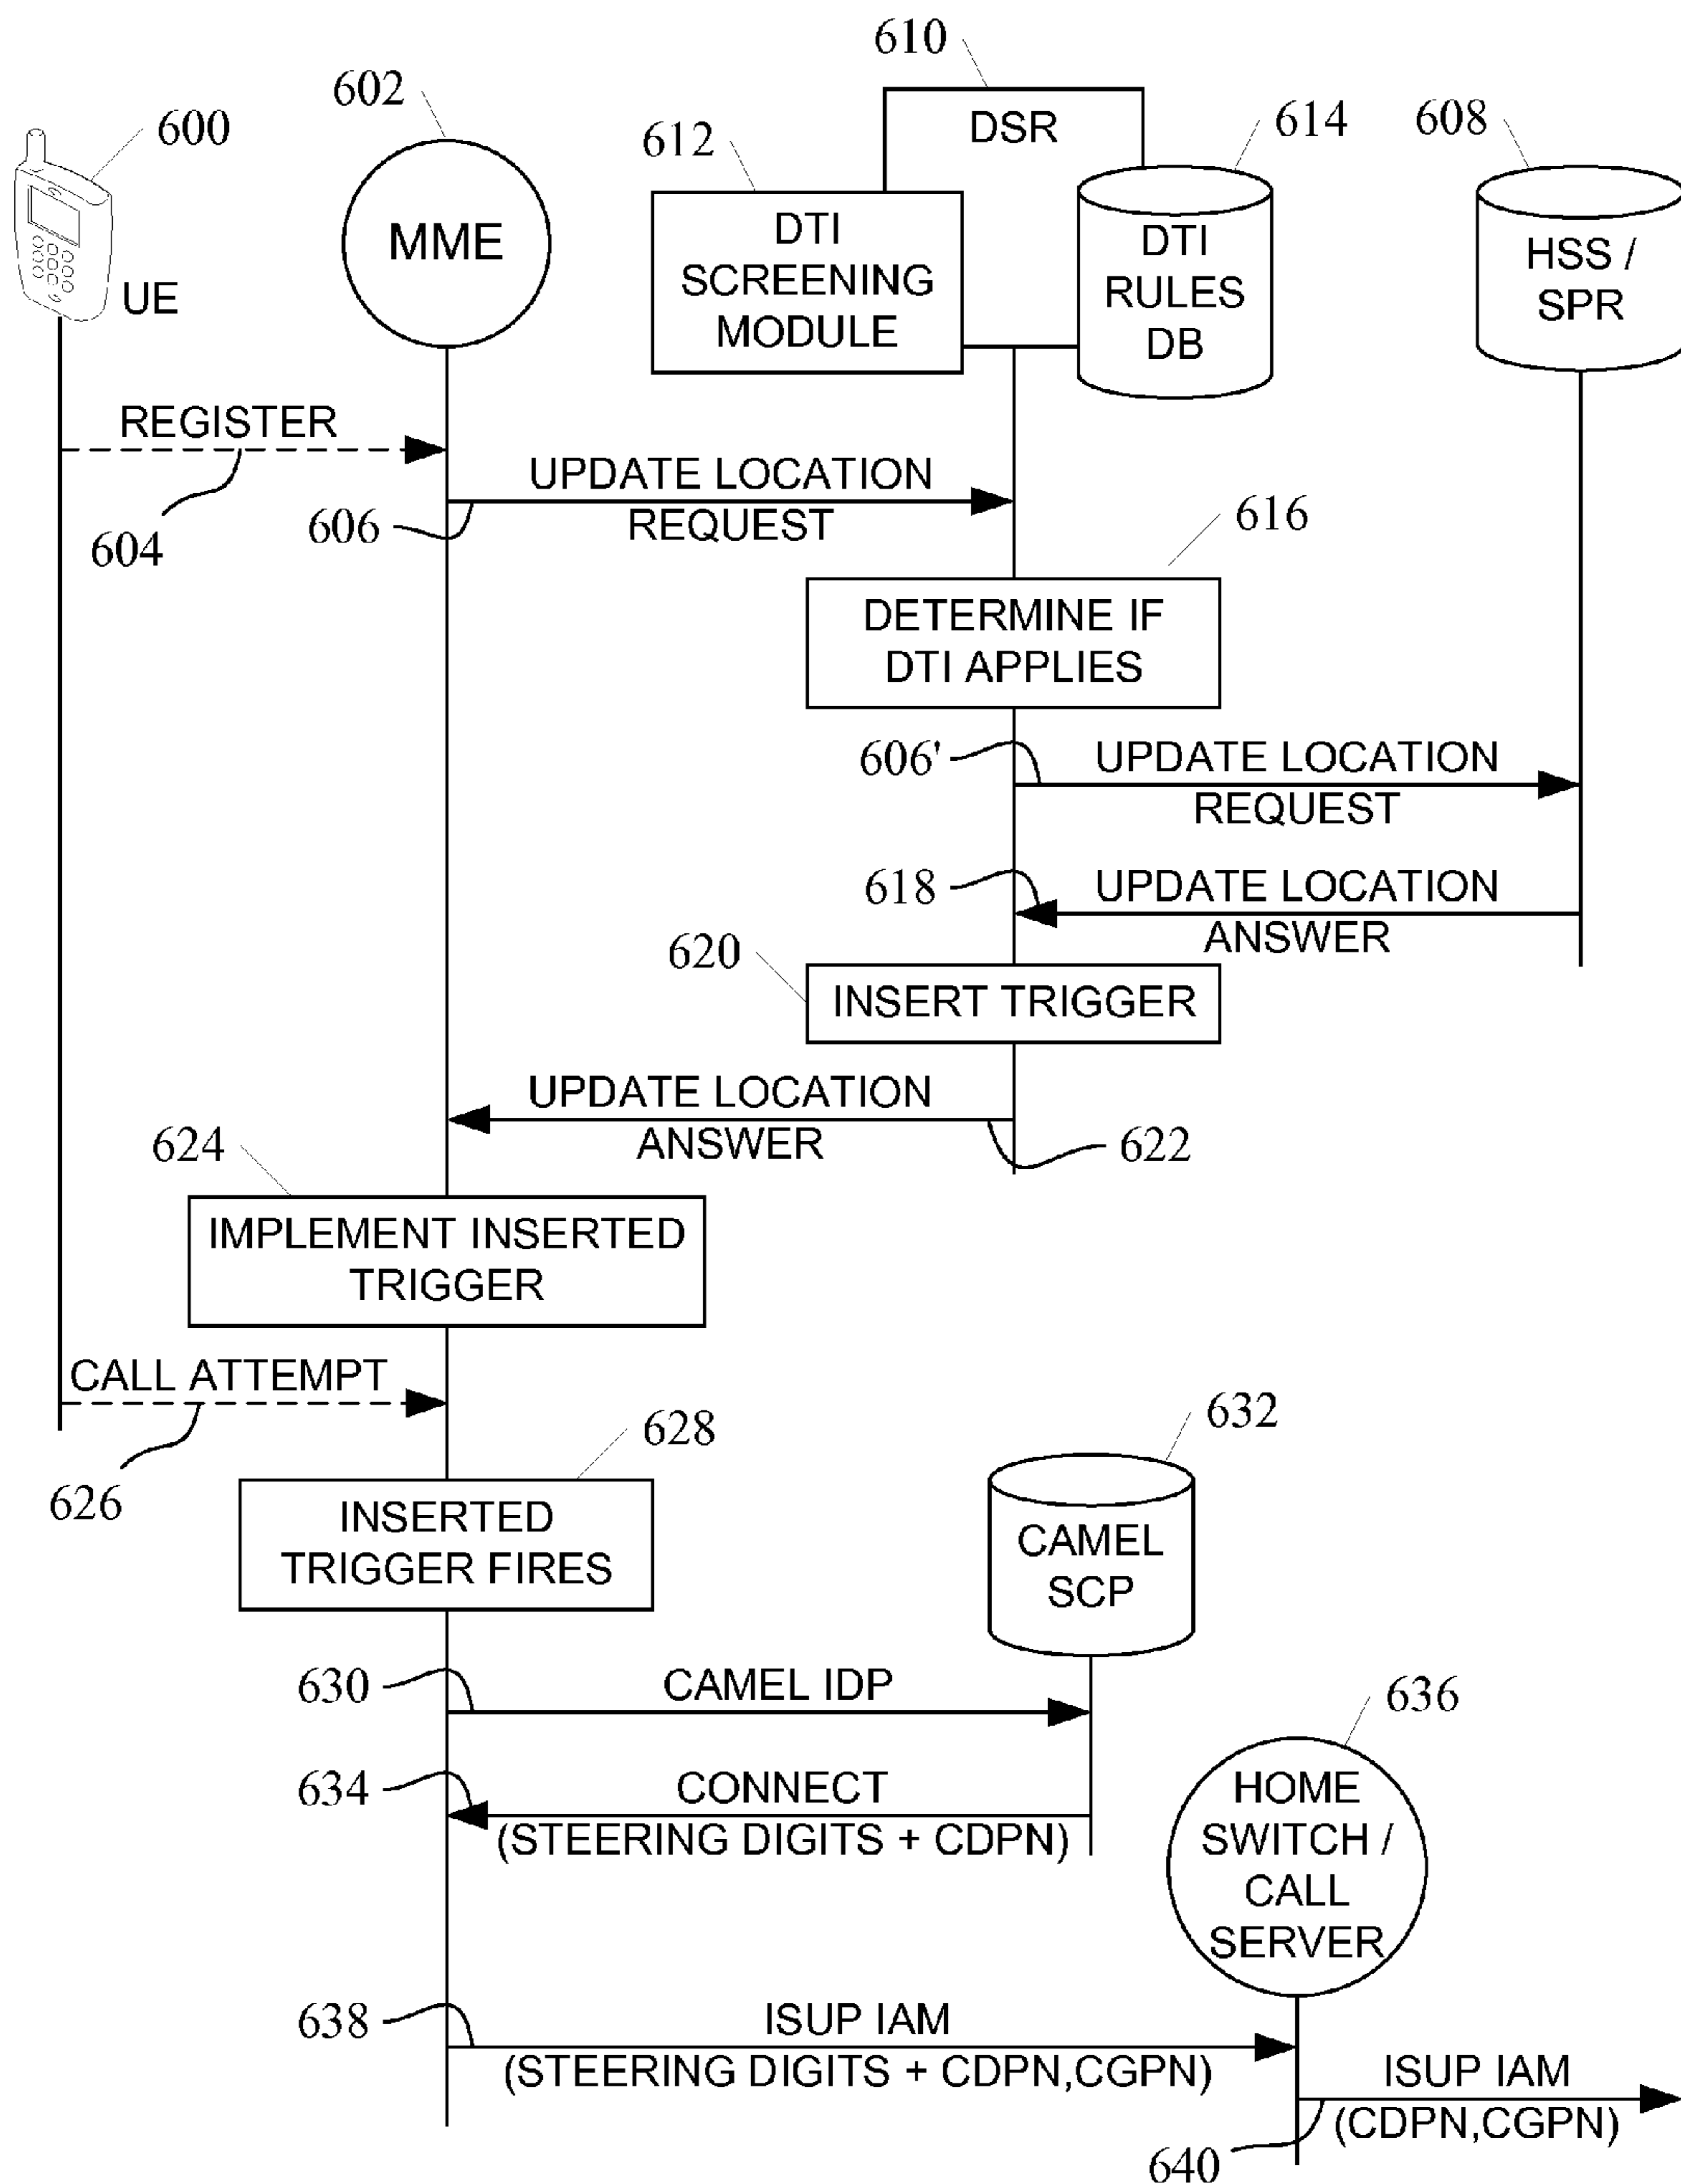 610
602
600
612
DSR
614
608
MME
DTI
SCREENING
MODULE
DTI
RULES
DB
HSS /
SPR
UE
REGISTER
604
UPDATE LOCATION
REQUEST
606
616
DETERMINE IF
DTI APPLIES
606'
UPDATE LOCATION
REQUEST
618
UPDATE LOCATION
ANSWER
620
INSERT TRIGGER
UPDATE LOCATION
ANSWER
622
624
IMPLEMENT INSERTED
TRIGGER
CALL ATTEMPT
626
628
INSERTED
TRIGGER FIRES
632
CAMEL
SCP
630
CAMEL IDP
636
634
CONNECT
(STEERING DIGITS + CDPN)
HOME
SWITCH /
CALL
SERVER
638
ISUP IAM
(STEERING DIGITS + CDPN,CGPN)
ISUP IAM
(CDPN,CGPN)
640